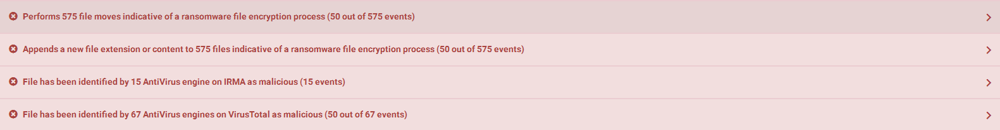 Performs 575 file moves indicative of a ransomware file encryption process (50 out of 575 events)
Appends a new file extension or content to 575 files indicative of a ransomware file encryption process (50 out of 575 events)
File has been identified by 15 AntiVirus engine on IRMA as malicious (15 events)
File has been identified by 67 AntiVirus engines on VirusTotal as malicious (50 out of 67 events)